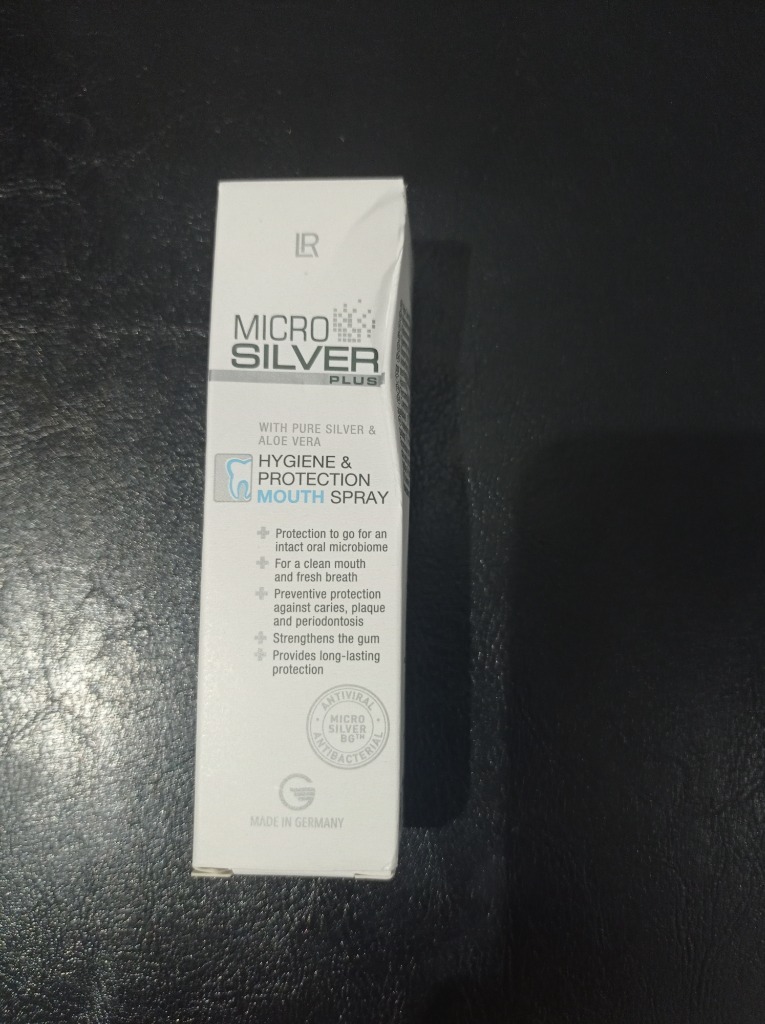 LR
MICRO
SILVER
PLUS
WITH PURE SILVER &
ALOE VERA
HYGIENE &
PROTECTION
MOUTH SPRAY
Protection to go for an
intact oral microbiome
For a clean mouth
and fresh breath
Preventive protection
against caries, plaque
and periodontosis
Strengthens the gum
Provides long-lasting
protection
ANTIVIRAL
MICRO
SILVER
BG™
ANTIBACTERIAL
G
MADE IN GERMANY